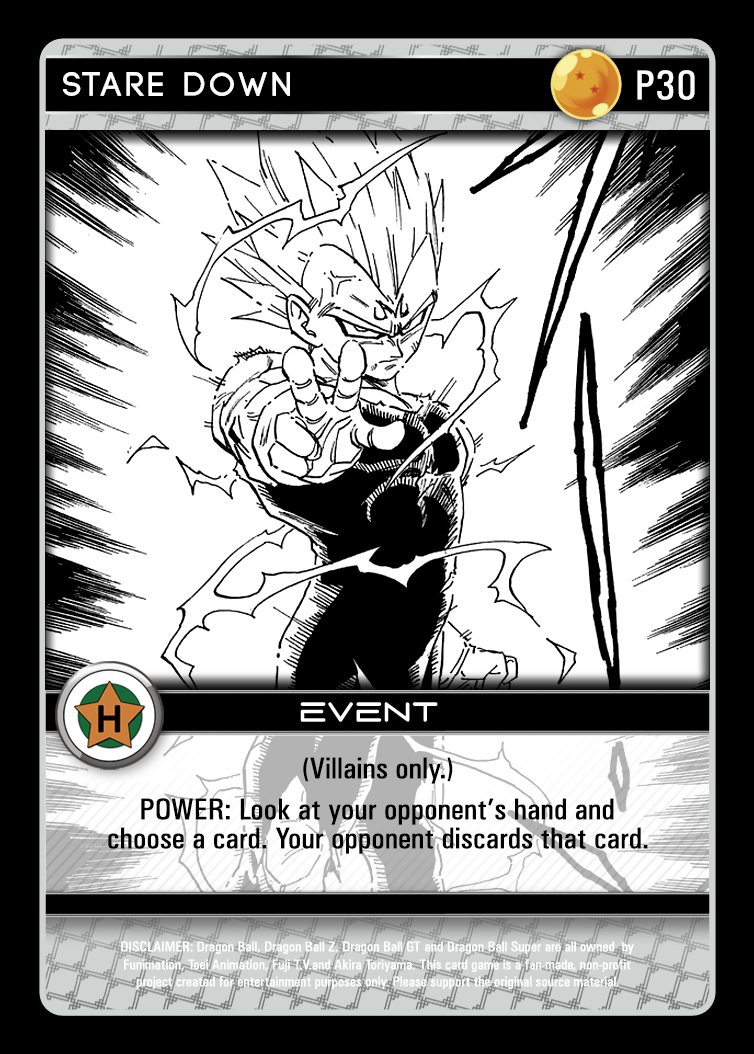 STARE DOWN
P30
H
EVENT
(Villains only.)
POWER: Look at your opponent's hand and
choose a card. Your opponent discards that card.
DISCLAIMER: Dragon Ball, Dragon Ball Z, Dragon Ball GT and Dragon Ball Super are all owned by
Funimation, Toei Animation, Fuji T.V.and Akira Toriyama. This card game is a fan-made, non-profit
project created for entertainment purposes only. Please support the original source material.